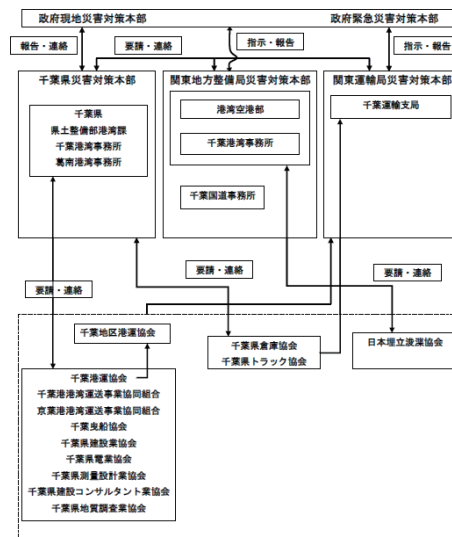 政府現地災害対策本部
政府緊急災害対策本部
報告・連絡
要請・連絡
指示・報告
指示・報告
千葉県災害対策本部
関東地方整備局災害対策本部
関東運輸局災害対策本部
千葉県
県土整備部港湾課
千葉港湾事務所
葛南港湾事務所
港湾空港部
千葉港湾事務所
千葉国道事務所
千葉運輸支局
要請・連絡
要請・連絡
要請・連絡
千葉地区港運協会
千葉県倉庫協会
千葉県トラック協会
日本埋立浚渫協会
千葉港運協会
千葉港港湾運送事業協同組合
京葉港港湾運送事業協同組合
千葉曳船協会
千葉県建設業協会
千葉県電業協会
千葉県測量設計業協会
千葉県建設コンサルタント業協会
千葉県地質調査業協会